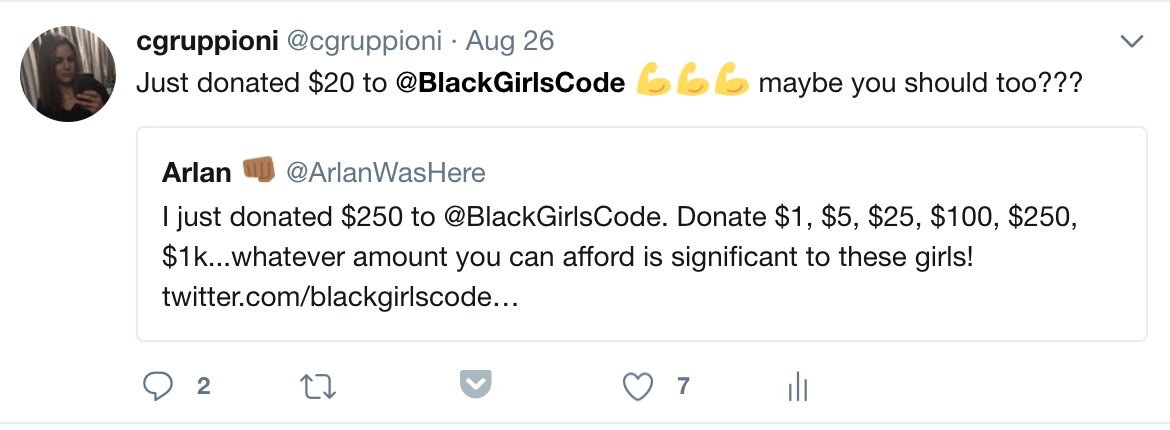 cgruppioni @cgruppioni · Aug 26
Just donated $20 to @BlackGirlsCode 💪💪💪 maybe you should too???
Arlan 👊🏾 @ArlanWasHere
I just donated $250 to @BlackGirlsCode. Donate $1, $5, $25, $100, $250,
$1k...whatever amount you can afford is significant to these girls!
twitter.com/blackgirlscode…
2 7